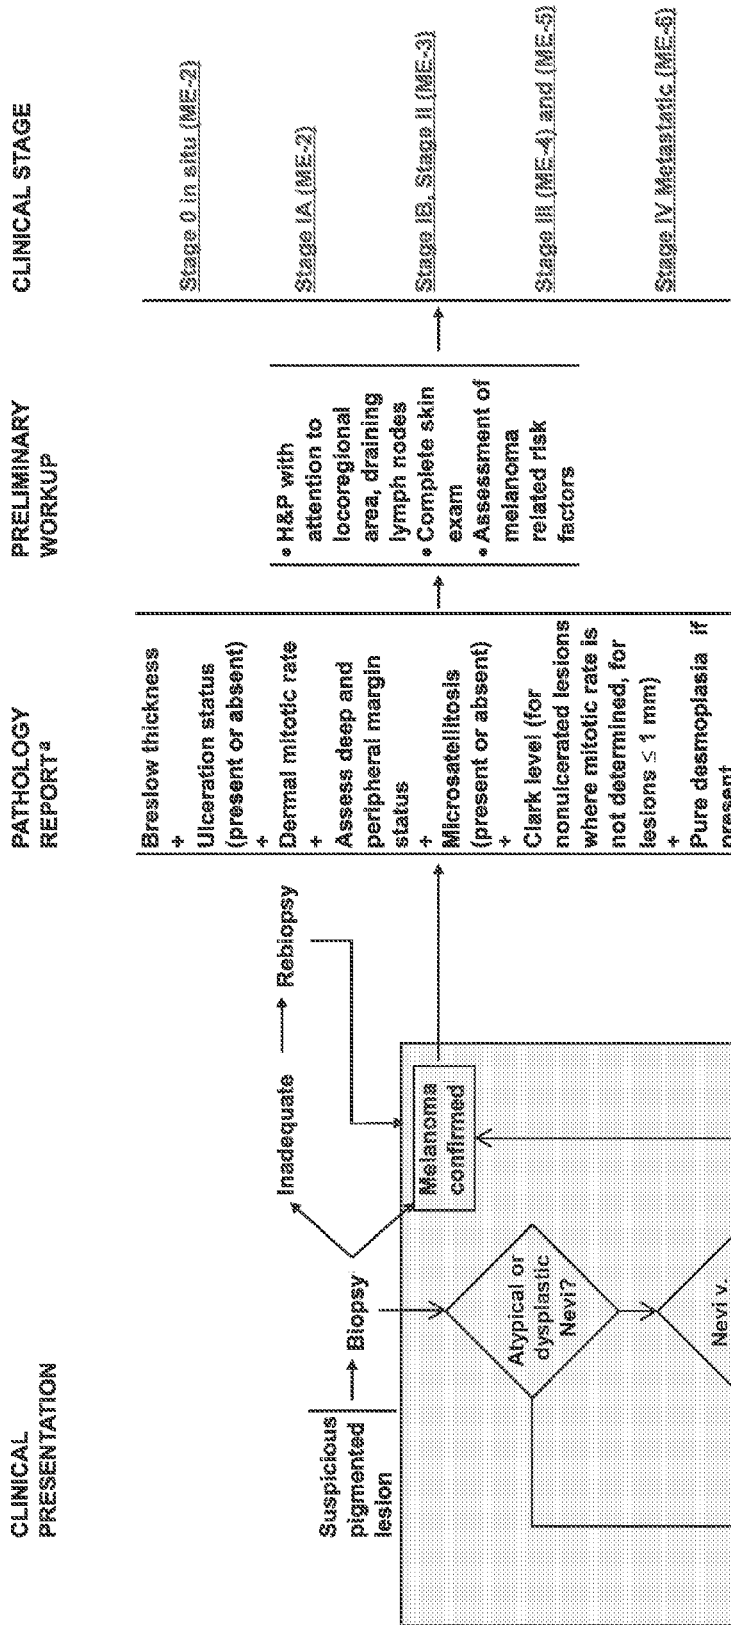 CLINICAL
PRESENTATION
PATHOLOGY
REPORTª
PRELIMINARY
WORKUP
CLINICAL STAGE
Suspicious
pigmented
lesion
Biopsy
Inadequate
Rebiopsy
Melanoma
confirmed
Atypical or
dysplastic
Nevi?
Nevi v.
Breslow thickness
+
Ulceration status
(present or absent)
+
Dermal mitotic rate
+
Assess deep and
peripheral margin
status
+
Microsatellitosis
(present or absent)
+
Clark level (for
nonulcerated lesions
where mitotic rate is
not determined, for
lesions ≤ 1 mm)
+
Pure desmoplasia if
present
• H&P with
attention to
locoregional
area, draining
lymph nodes
• Complete skin
exam
• Assessment of
melanoma
related risk
factors
Stage 0 in situ (ME-2)
Stage IA (ME-2)
Stage IB, Stage II (ME-3)
Stage III (ME-4) and (ME-5)
Stage IV Metastatic (ME-6)